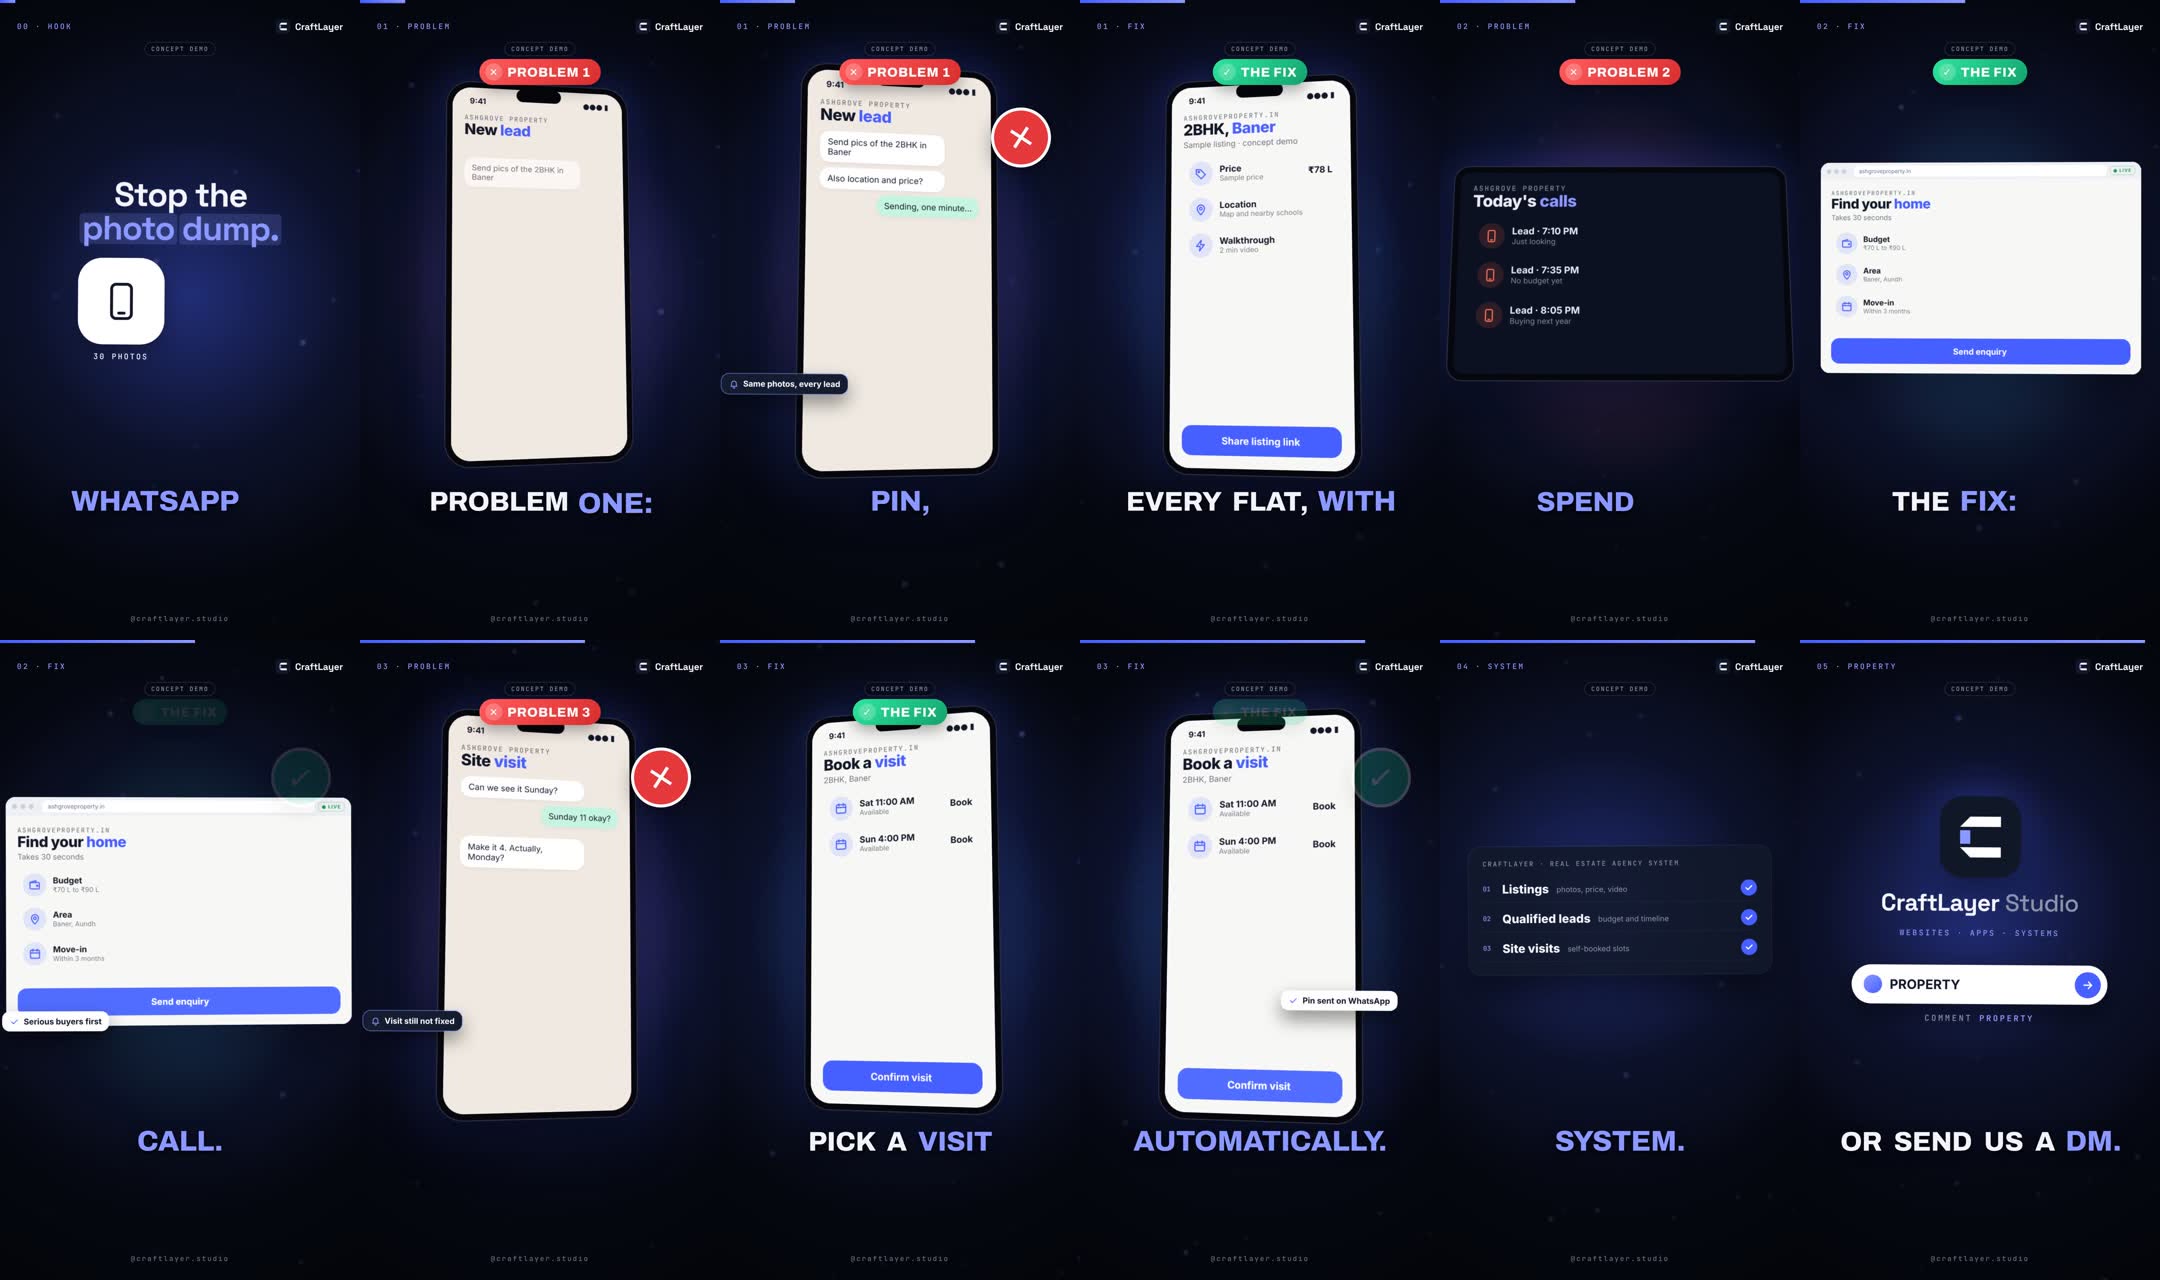 00 · HOOK
CraftLayer
CONCEPT DEMO
Stop the
photo dump.
30 PHOTOS
WHATSAPP
@craftlayer.studio
01 · PROBLEM
CraftLayer
CONCEPT DEMO
PROBLEM 1
9:41
ASHGROVE PROPERTY
New lead
Send pics of the 2BHK in
Baner
PROBLEM ONE:
@craftlayer.studio
01 · PROBLEM
CraftLayer
CONCEPT DEMO
PROBLEM 1
9:41
ASHGROVE PROPERTY
New lead
Send pics of the 2BHK in
Baner
Also location and price?
Sending, one minute...
Same photos, every lead
PIN,
@craftlayer.studio
01 · FIX
CraftLayer
CONCEPT DEMO
THE FIX
9:41
ASHGROVEPROPERTY.IN
2BHK, Baner
Sample listing · concept demo
Price
Sample price
₹78 L
Location
Map and nearby schools
Walkthrough
2 min video
Share listing link
EVERY FLAT, WITH
@craftlayer.studio
02 · PROBLEM
CraftLayer
CONCEPT DEMO
PROBLEM 2
ASHGROVE PROPERTY
Today's calls
Lead · 7:10 PM
Just looking
Lead · 7:35 PM
No budget yet
Lead · 8:05 PM
Buying next year
SPEND
@craftlayer.studio
02 · FIX
CraftLayer
CONCEPT DEMO
THE FIX
ashgroveproperty.in
LIVE
ASHGROVEPROPERTY.IN
Find your home
Takes 30 seconds
Budget
₹70 L to ₹90 L
Area
Baner, Aundh
Move-in
Within 3 months
Send enquiry
THE FIX:
@craftlayer.studio
02 · FIX
CraftLayer
CONCEPT DEMO
THE FIX
ashgroveproperty.in
LIVE
ASHGROVEPROPERTY.IN
Find your home
Takes 30 seconds
Budget
₹70 L to ₹90 L
Area
Baner, Aundh
Move-in
Within 3 months
Send enquiry
Serious buyers first
CALL.
@craftlayer.studio
03 · PROBLEM
CraftLayer
CONCEPT DEMO
PROBLEM 3
9:41
ASHGROVE PROPERTY
Site visit
Can we see it Sunday?
Sunday 11 okay?
Make it 4. Actually,
Monday?
Visit still not fixed
@craftlayer.studio
03 · FIX
CraftLayer
CONCEPT DEMO
THE FIX
9:41
ASHGROVEPROPERTY.IN
Book a visit
2BHK, Baner
Sat 11:00 AM
Available
Book
Sun 4:00 PM
Available
Book
Confirm visit
PICK A VISIT
@craftlayer.studio
03 · FIX
CraftLayer
CONCEPT DEMO
THE FIX
9:41
ASHGROVEPROPERTY.IN
Book a visit
2BHK, Baner
Sat 11:00 AM
Available
Book
Sun 4:00 PM
Available
Book
Pin sent on WhatsApp
Confirm visit
AUTOMATICALLY.
@craftlayer.studio
04 · SYSTEM
CraftLayer
CONCEPT DEMO
CRAFTLAYER · REAL ESTATE AGENCY SYSTEM
01 Listings photos, price, video
02 Qualified leads budget and timeline
03 Site visits self-booked slots
SYSTEM.
@craftlayer.studio
05 · PROPERTY
CraftLayer
CONCEPT DEMO
CraftLayer Studio
WEBSITES · APPS · SYSTEMS
PROPERTY
COMMENT PROPERTY
OR SEND US A DM.
@craftlayer.studio